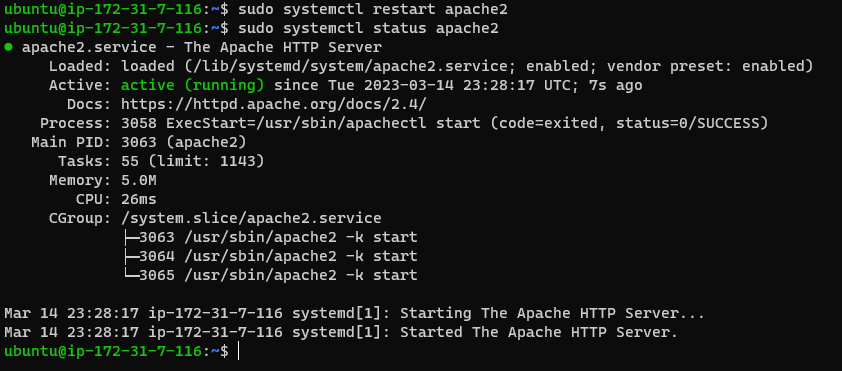 ubuntu@ip-172-31-7-116:~$ sudo systemctl restart apache2
ubuntu@ip-172-31-7-116:~$ sudo systemctl status apache2
● apache2.service - The Apache HTTP Server
     Loaded: loaded (/lib/systemd/system/apache2.service; enabled; vendor preset: enabled)
     Active: active (running) since Tue 2023-03-14 23:28:17 UTC; 7s ago
       Docs: https://httpd.apache.org/docs/2.4/
    Process: 3058 ExecStart=/usr/sbin/apachectl start (code=exited, status=0/SUCCESS)
   Main PID: 3063 (apache2)
      Tasks: 55 (limit: 1143)
     Memory: 5.0M
        CPU: 26ms
     CGroup: /system.slice/apache2.service
             ├─3063 /usr/sbin/apache2 -k start
             ├─3064 /usr/sbin/apache2 -k start
             └─3065 /usr/sbin/apache2 -k start

Mar 14 23:28:17 ip-172-31-7-116 systemd[1]: Starting The Apache HTTP Server...
Mar 14 23:28:17 ip-172-31-7-116 systemd[1]: Started The Apache HTTP Server.
ubuntu@ip-172-31-7-116:~$